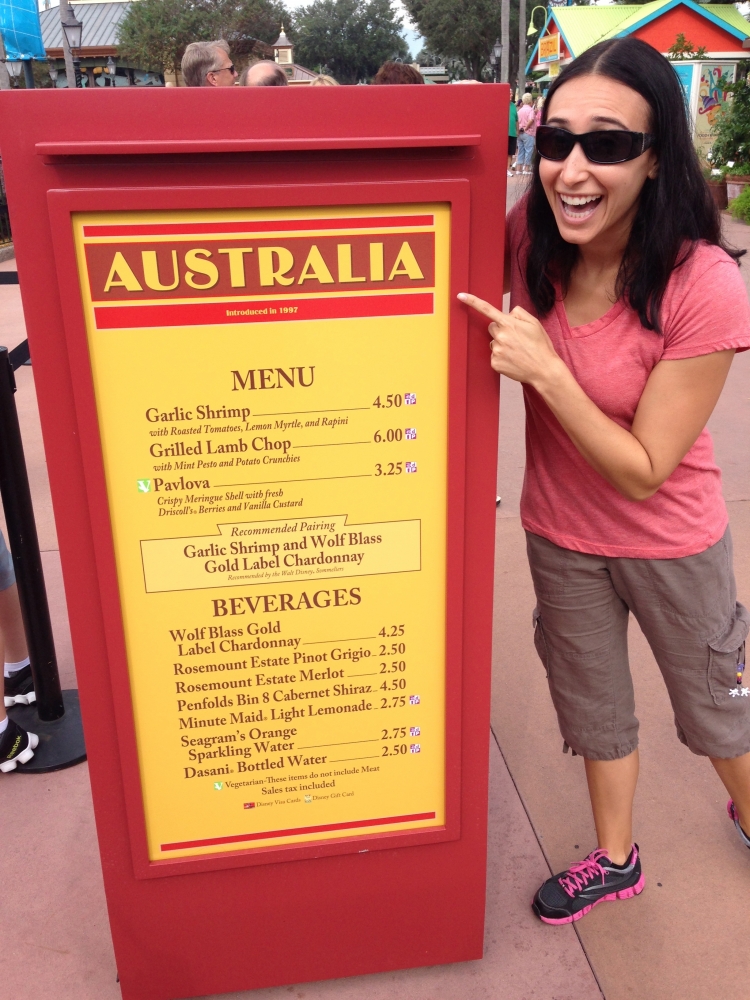 AUSTRALIA
Introduced in 1997
MENU
Garlic Shrimp 4.50
with Roasted Tomatoes, Lemon Myrtle, and Rapini
Grilled Lamb Chop 6.00
with Mint Pesto and Potato Crunchies
Pavlova 3.25
Crispy Meringue Shell with fresh
Driscoll's® Berries and Vanilla Custard
Recommended Pairing
Garlic Shrimp and Wolf Blass
Gold Label Chardonnay
Recommended by the Walt Disney, Sommeliers
BEVERAGES
Wolf Blass Gold
Label Chardonnay 4.25
Rosemount Estate Pinot Grigio 2.50
Rosemount Estate Merlot 2.50
Penfolds Bin 8 Cabernet Shiraz 4.50
Minute Maid® Light Lemonade 2.75
Seagram's Orange
Sparkling Water 2.75
Dasani® Bottled Water 2.50
Vegetarian-These items do not include Meat
Sales tax included
Disney Visa Cards Disney Gift Card
Reebok